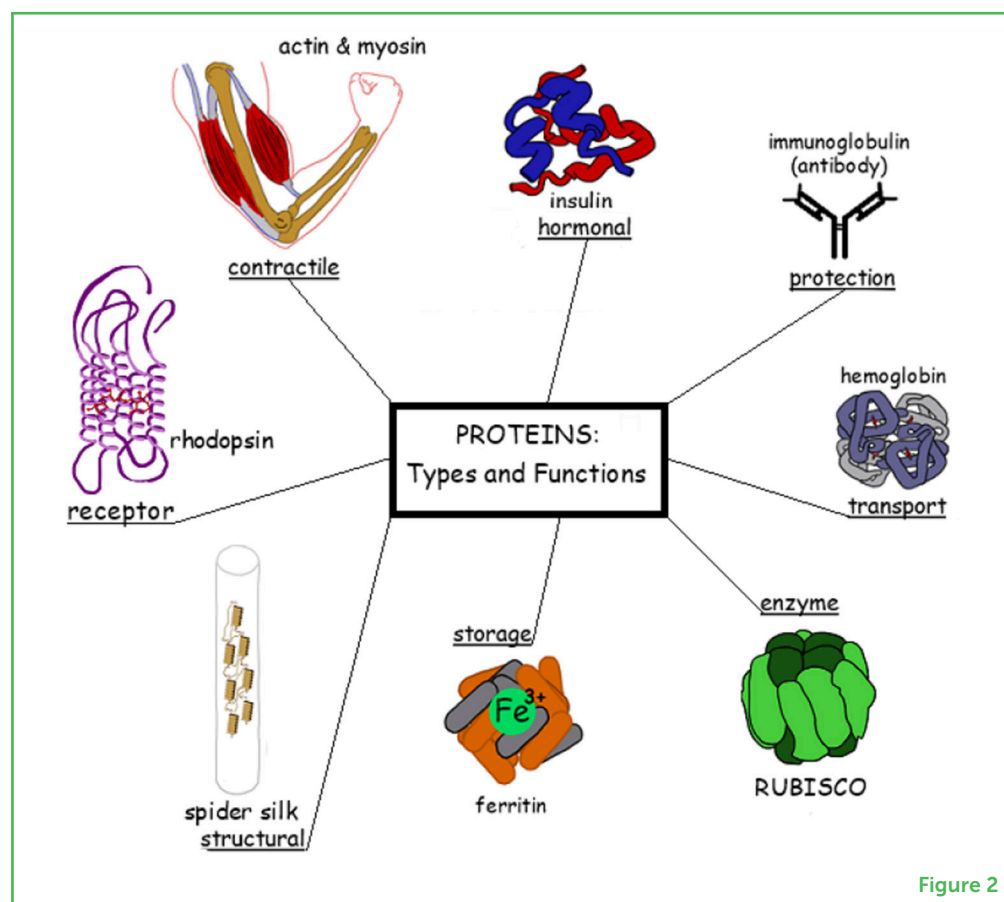 actin & myosin
contractile
insulin
hormonal
immunoglobulin
(antibody)
protection
hemoglobin
transport
rhodopsin
receptor
PROTEINS:
Types and Functions
enzyme
RUBISCO
storage
Fe3+
ferritin
spider silk
structural
Figure 2